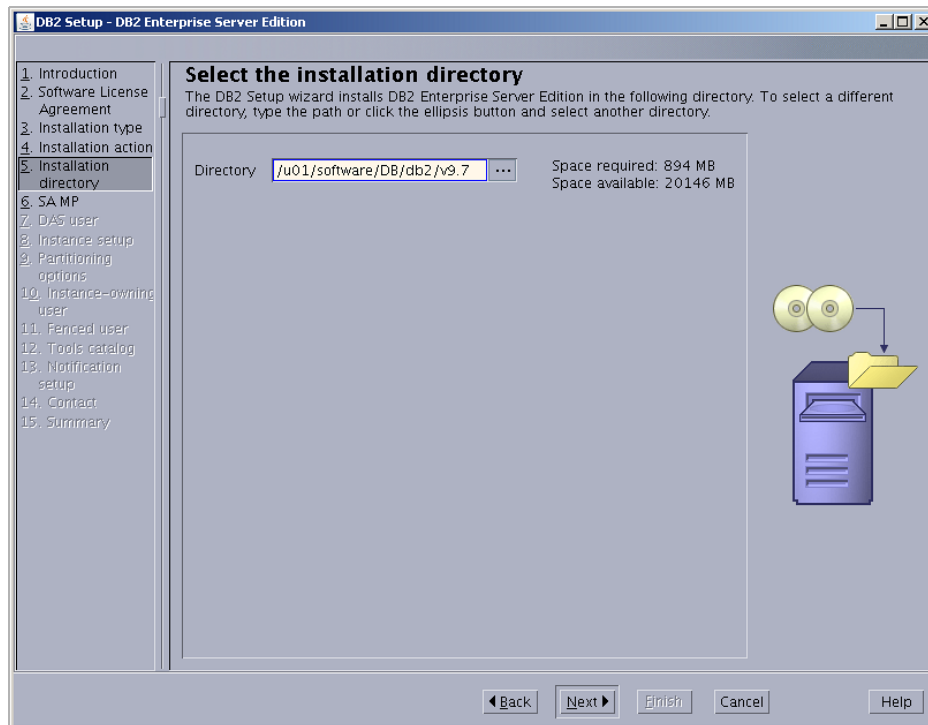 DB2 Setup - DB2 Enterprise Server Edition
1. Introduction
2. Software License
Agreement
3. Installation type
4. Installation action
5. Installation
directory
6. SA MP
7. DAS user
8. Instance setup
9. Partitioning
options
10. Instance-owning
user
11. Fenced user
12. Tools catalog
13. Notification
setup
14. Contact
15. Summary
Select the installation directory
The DB2 Setup wizard installs DB2 Enterprise Server Edition in the following directory. To select a different
directory, type the path or click the ellipsis button and select another directory.
Directory /u01/software/DB/db2/v9.7 ...
Space required: 894 MB
Space available: 20146 MB
Back Next Finish Cancel Help